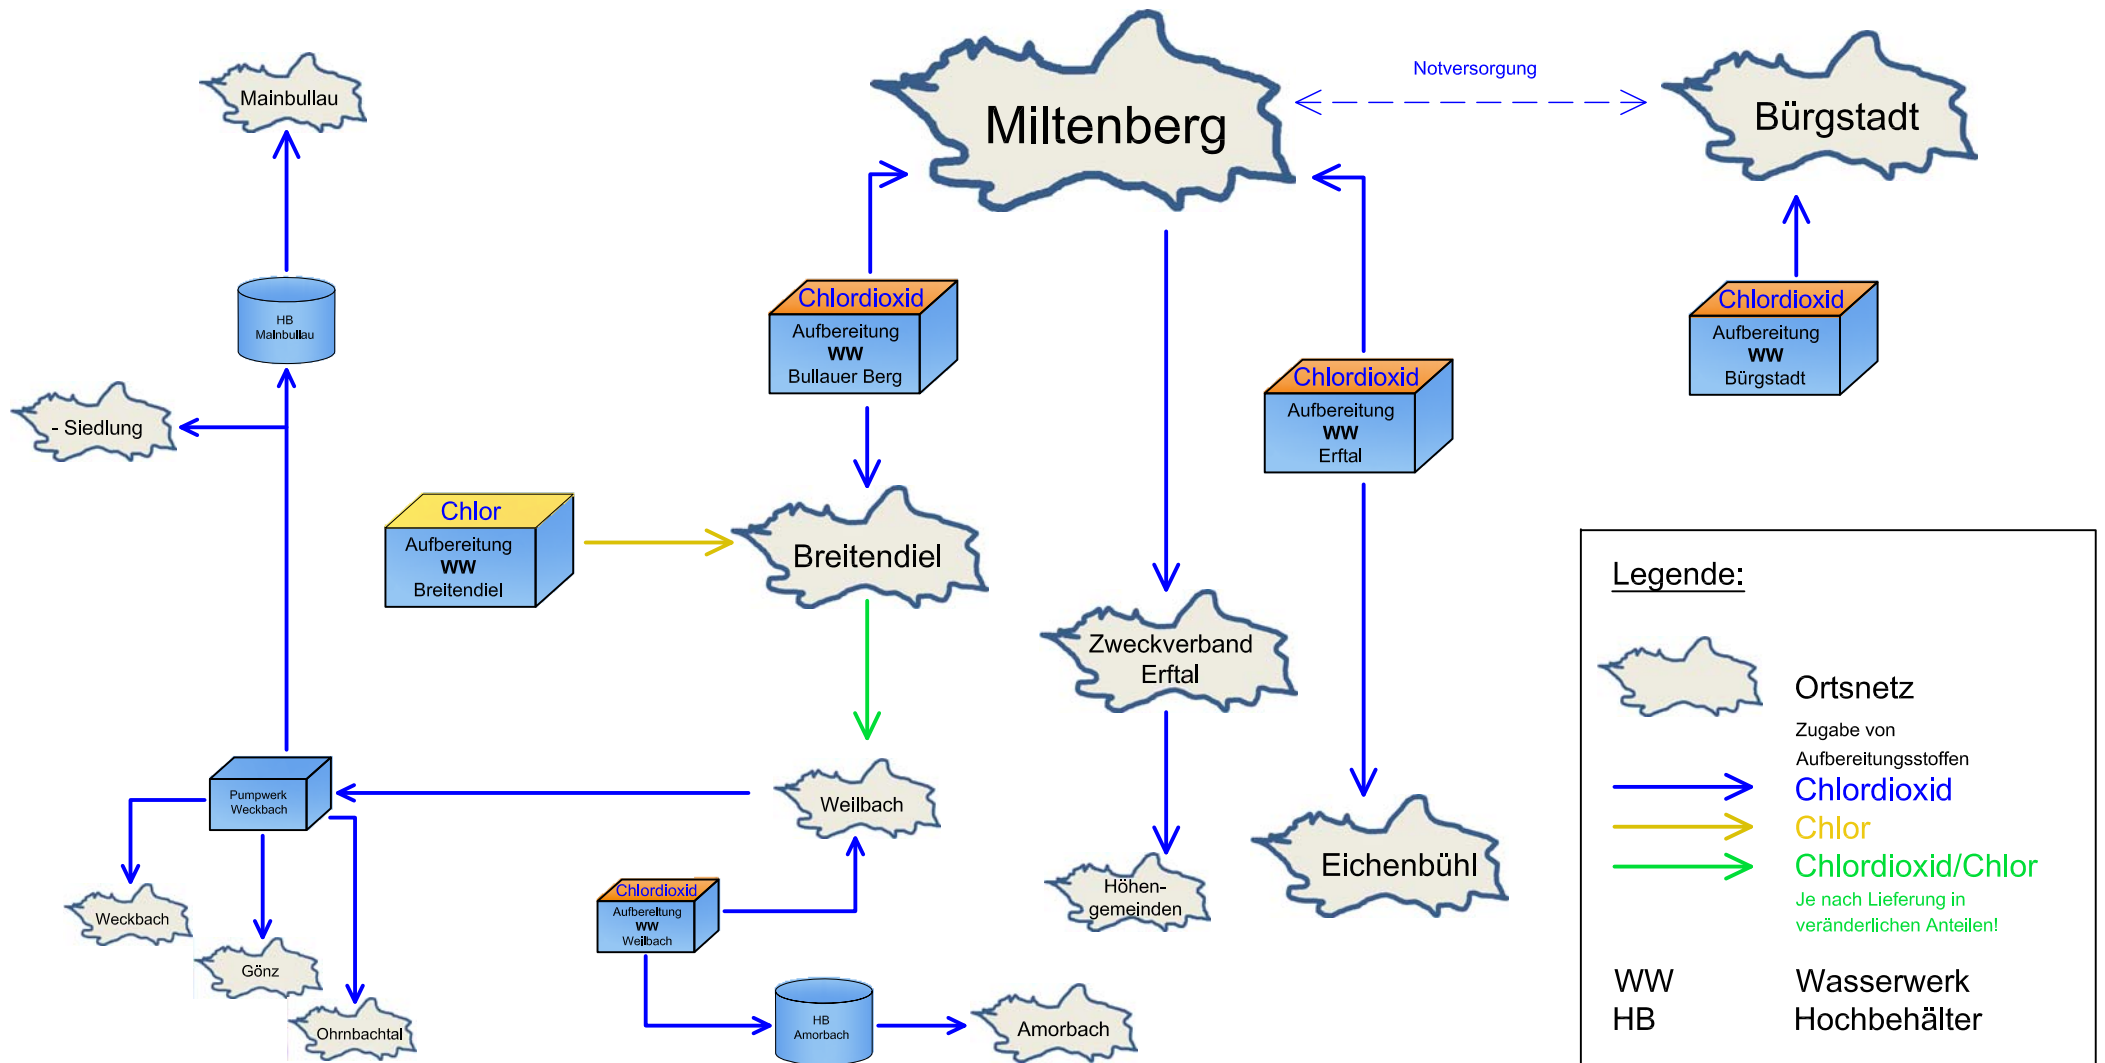 Mainbullau
Miltenberg
Notversorgung
Bürgstadt
HB
Mainbullau
Chlordioxid
Aufbereitung
WW
Bullauer Berg
Chlordioxid
Aufbereitung
WW
Erftal
Chlordioxid
Aufbereitung
WW
Bürgstadt
- Siedlung
Chlor
Aufbereitung
WW
Breitendiel
Breitendiel
Zweckverband
Erftal
Pumpwerk
Weckbach
Weilbach
Weckbach
Gönz
Ohrnbachtal
Chlordioxid
Aufbereitung
WW
Weilbach
HB
Amorbach
Amorbach
Höhen-
gemeinden
Eichenbühl
Legende:
Ortsnetz
Zugabe von
Aufbereitungsstoffen
Chlordioxid
Chlor
Chlordioxid/Chlor
Je nach Lieferung in
veränderlichen Anteilen!
WW Wasserwerk
HB Hochbehälter